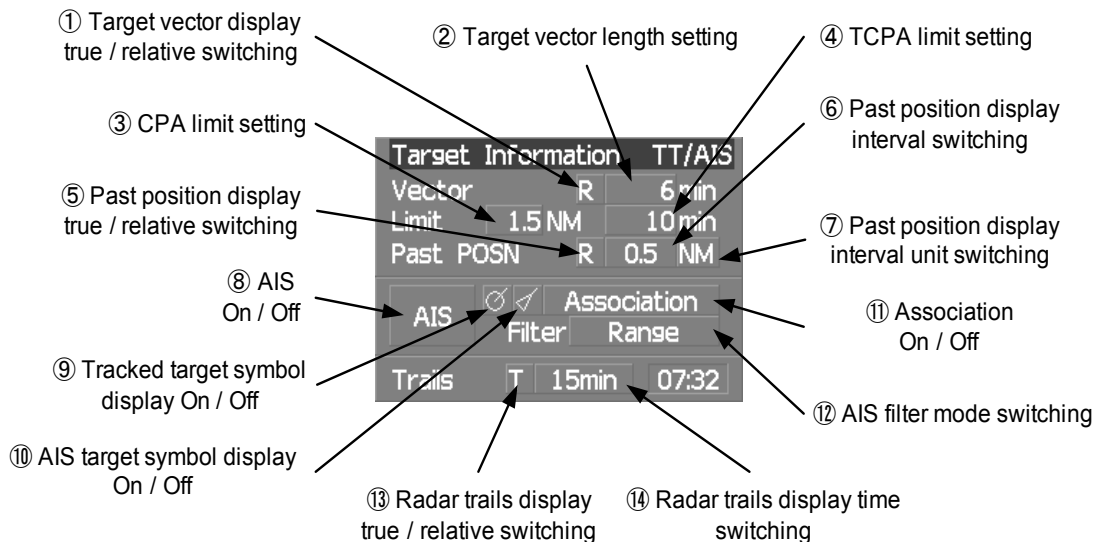 ① Target vector display
true / relative switching
② Target vector length setting
④ TCPA limit setting
③ CPA limit setting
⑥ Past position display
interval switching
⑤ Past position display
true / relative switching
⑦ Past position display
interval unit switching
Target Information TT/AIS
Vector R 6 min
Limit 1.5 NM 10 min
Past POSN R 0.5 NM
AIS Association
Filter Range
Trails T 15min 07:32
⑧ AIS
On / Off
⑪ Association
On / Off
⑨ Tracked target symbol
display On / Off
⑫ AIS filter mode switching
⑩ AIS target symbol display
On / Off
⑬ Radar trails display
true / relative switching
⑭ Radar trails display time
switching